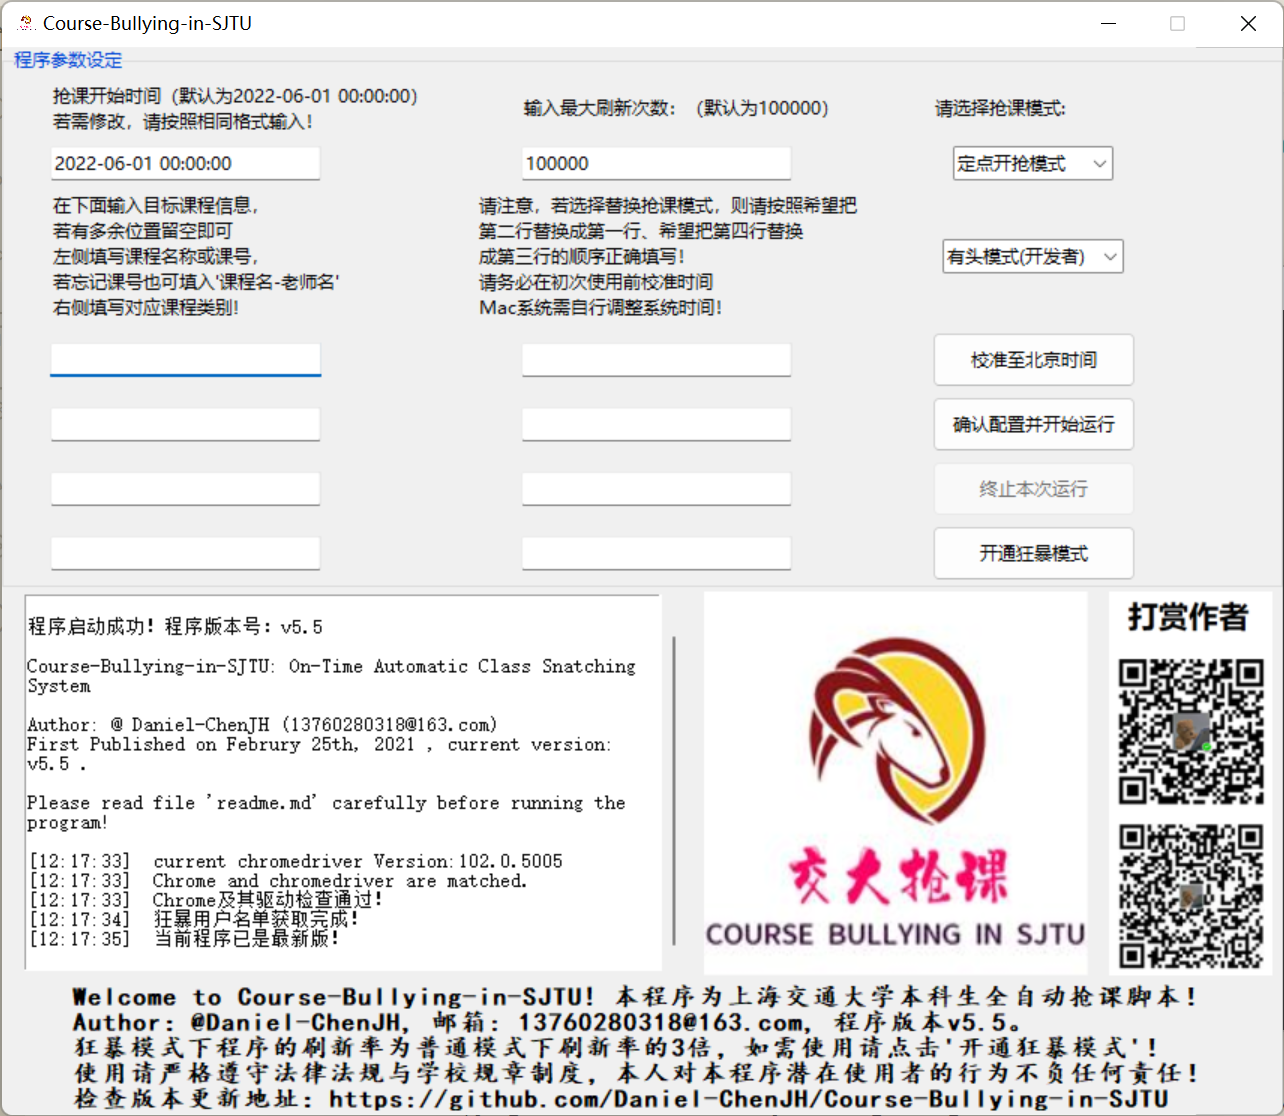 Course-Bullying-in-SJTU
程序参数设定
抢课开始时间（默认为2022-06-01 00:00:00）
若需修改，请按照相同格式输入！
输入最大刷新次数：（默认为100000）
请选择抢课模式:
2022-06-01 00:00:00
100000
定点开抢模式
在下面输入目标课程信息，
若有多余位置留空即可
左侧填写课程名称或课号，
若忘记课号也可填入'课程名-老师名'
右侧填写对应课程类别！
请注意，若选择替换抢课模式，则请按照希望把
第二行替换成第一行、希望把第四行替换
成第三行的顺序正确填写！
请务必在初次使用前校准时间
Mac系统需自行调整系统时间！
有头模式(开发者)
校准至北京时间
确认配置并开始运行
终止本次运行
开通狂暴模式
程序启动成功！程序版本号：v5.5
Course-Bullying-in-SJTU: On-Time Automatic Class Snatching
System
Author: @ Daniel-ChenJH (13760280318@163.com)
First Published on Februry 25th, 2021 , current version:
v5.5 .
Please read file 'readme.md' carefully before running the
program!
[12:17:33] current chromedriver Version:102.0.5005
[12:17:33] Chrome and chromedriver are matched.
[12:17:33] Chrome及其驱动检查通过！
[12:17:34] 狂暴用户名单获取完成！
[12:17:35] 当前程序已是最新版！
交大抢课
COURSE BULLYING IN SJTU
打赏作者
Welcome to Course-Bullying-in-SJTU! 本程序为上海交通大学本科生全自动抢课脚本！
Author: @Daniel-ChenJH, 邮箱: 13760280318@163.com, 程序版本v5.5。
狂暴模式下程序的刷新率为普通模式下刷新率的3倍，如需使用请点击'开通狂暴模式'！
使用请严格遵守法律法规与学校规章制度，本人对本程序潜在使用者的行为不负任何责任！
检查版本更新地址: https://github.com/Daniel-ChenJH/Course-Bullying-in-SJTU